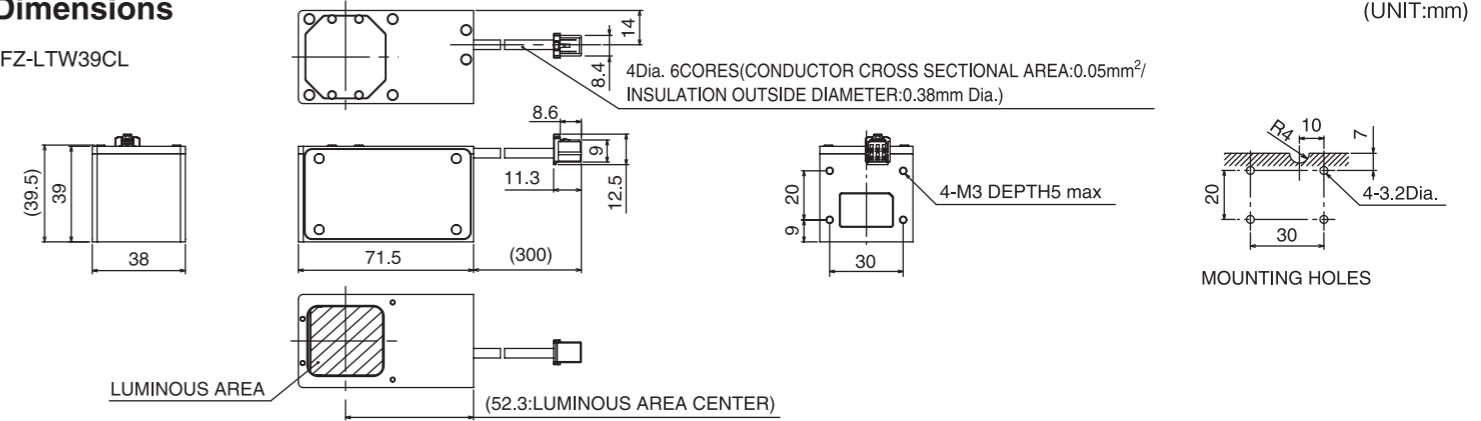 Dimensions
(UNIT:mm)
FZ-LTW39CL
14
8.4
4Dia. 6CORES(CONDUCTOR CROSS SECTIONAL AREA:0.05mm²/
INSULATION OUTSIDE DIAMETER:0.38mm Dia.)
(39.5)
39
38
8.6
9
12.5
11.3
71.5
(300)
20
9
30
4-M3 DEPTH5 max
R4
10
7
20
30
4-3.2Dia.
MOUNTING HOLES
LUMINOUS AREA
(52.3:LUMINOUS AREA CENTER)